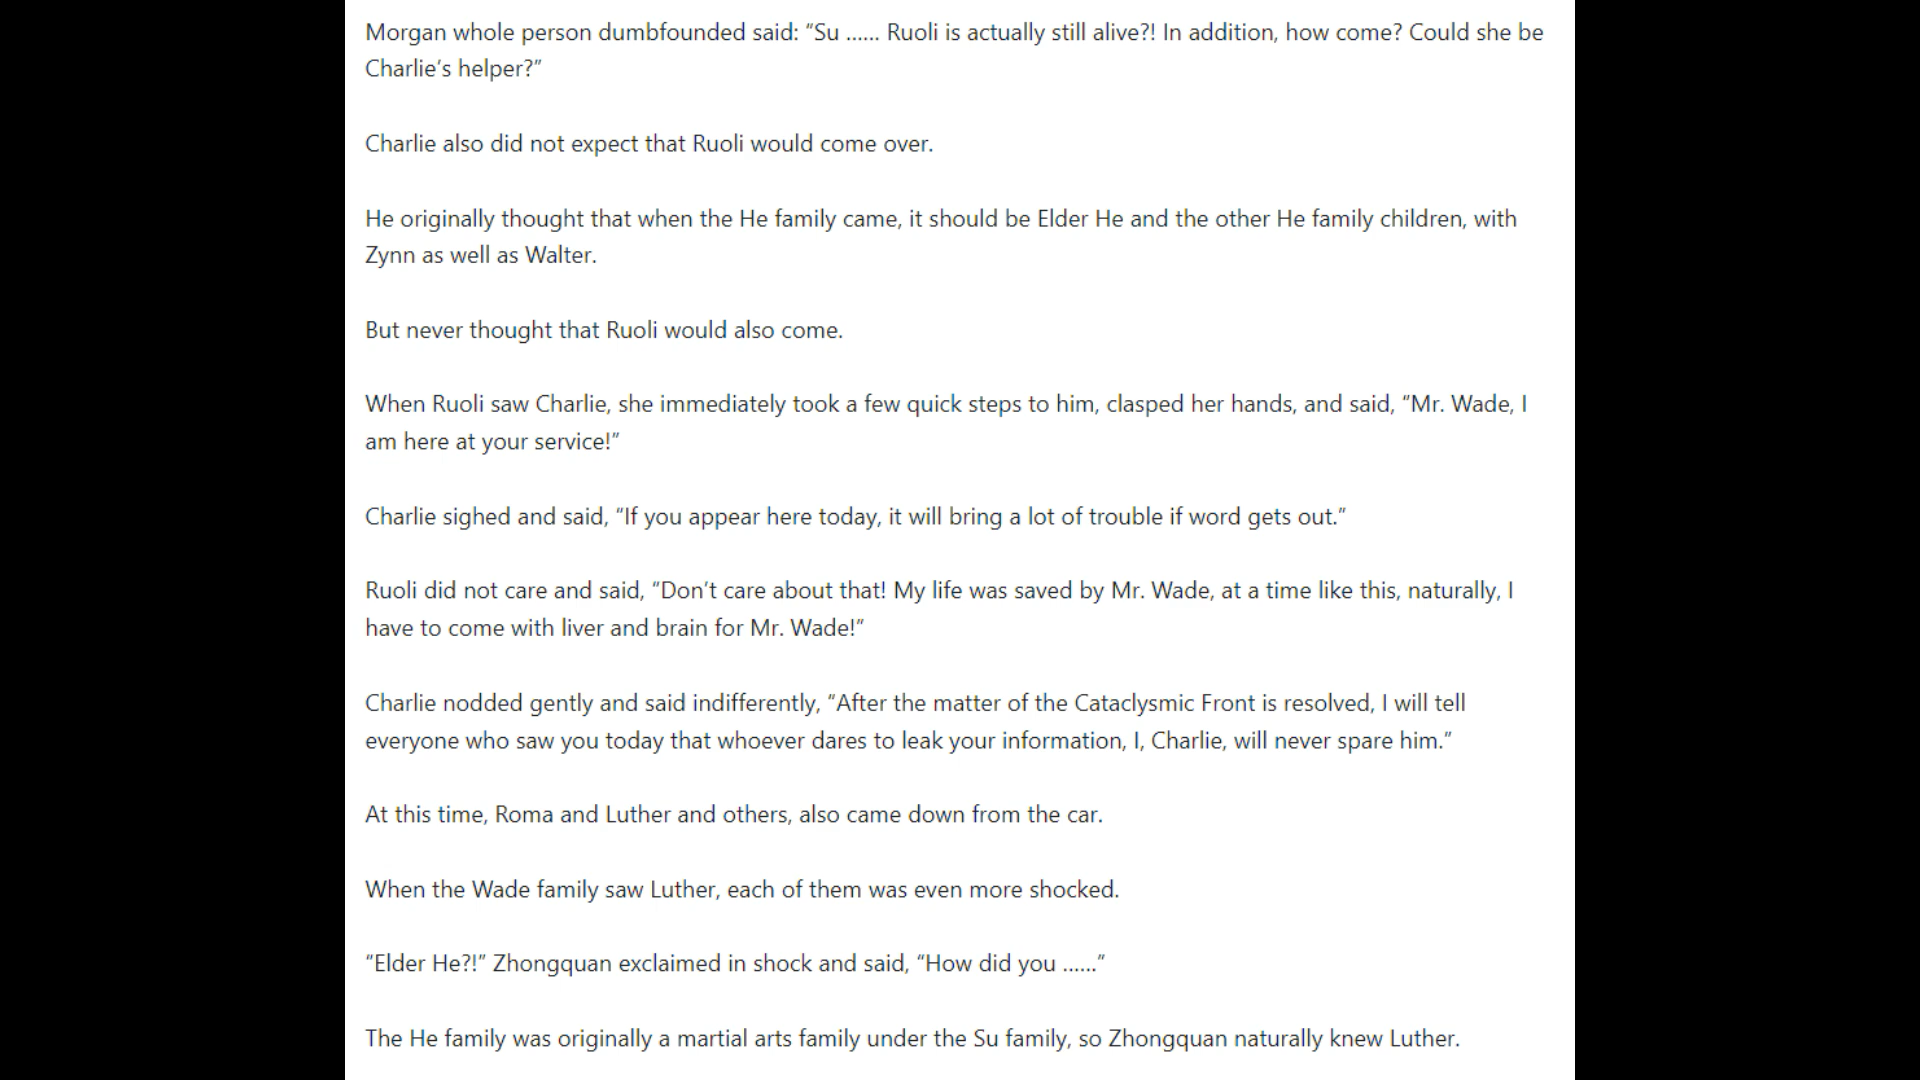 Morgan whole person dumbfounded said: “Su …… Ruoli is actually still alive?! In addition, how come? Could she be
Charlie’s helper?”
Charlie also did not expect that Ruoli would come over.
He originally thought that when the He family came, it should be Elder He and the other He family children, with
Zynn as well as Walter.
But never thought that Ruoli would also come.
When Ruoli saw Charlie, she immediately took a few quick steps to him, clasped her hands, and said, “Mr. Wade, I
am here at your service!”
Charlie sighed and said, “If you appear here today, it will bring a lot of trouble if word gets out.”
Ruoli did not care and said, “Don’t care about that! My life was saved by Mr. Wade, at a time like this, naturally, I
have to come with liver and brain for Mr. Wade!”
Charlie nodded gently and said indifferently, “After the matter of the Cataclysmic Front is resolved, I will tell
everyone who saw you today that whoever dares to leak your information, I, Charlie, will never spare him.”
At this time, Roma and Luther and others, also came down from the car.
When the Wade family saw Luther, each of them was even more shocked.
“Elder He?!” Zhongquan exclaimed in shock and said, “How did you ……”
The He family was originally a martial arts family under the Su family, so Zhongquan naturally knew Luther.